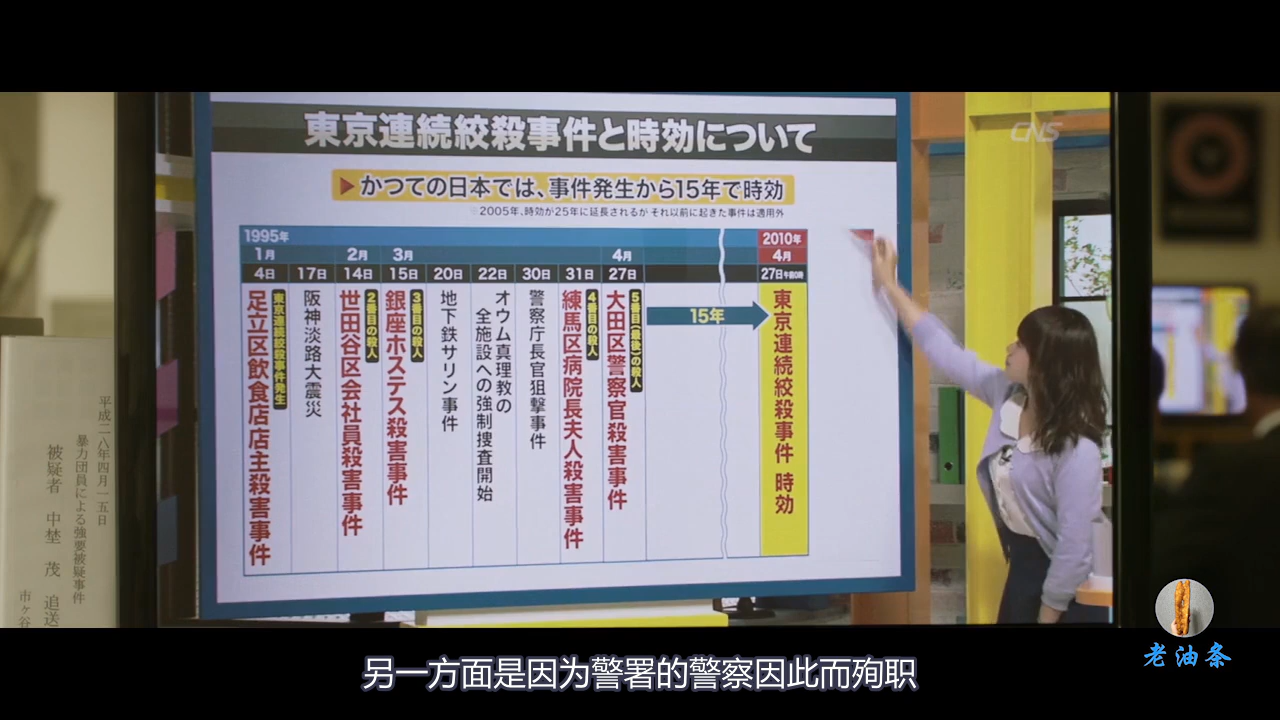 東京連続絞殺事件と時効について
CNS
▶かつての日本では、事件発生から15年で時効
※2005年、時効が25年に延長されるが それ以前に起きた事件は適用外
1995年
2010年
1月
2月
3月
4月
4月
4日
17日
14日
15日
20日
22日
30日
31日
27日
27日午前0時
東京連続絞殺事件発生
足立区飲食店店主殺害事件
阪神淡路大震災
2番目の殺人
世田谷区会社員殺害事件
3番目の殺人
銀座ホステス殺害事件
地下鉄サリン事件
オウム真理教の
全施設への強制捜査開始
警察庁長官狙撃事件
4番目の殺人
練馬区病院長夫人殺害事件
5番目(最後)の殺人
大田区警察官殺害事件
15年
東京連続絞殺事件 時効
平成二八年四月一五日
暴力団員による強要被疑事件
被疑者 中埜 茂 追送
市ヶ谷
老油条
另一方面是因为警署的警察因此而殉职